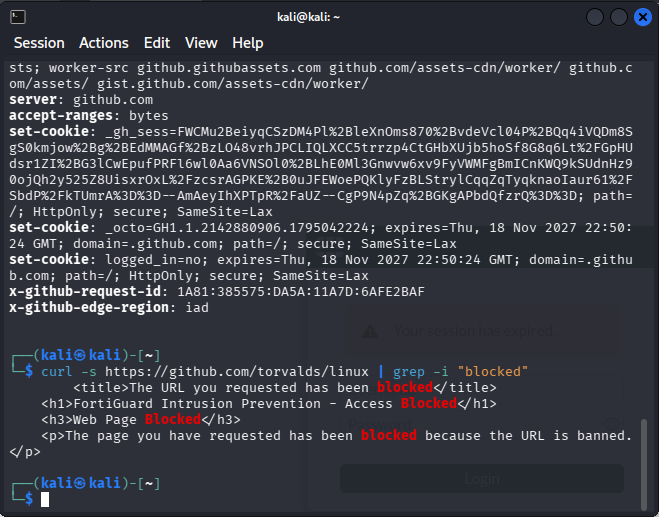 kali@kali: ~
Session Actions Edit View Help
sts; worker-src github.githubassets.com github.com/assets-cdn/worker/ github.c
om/assets/ gist.github.com/assets-cdn/worker/
server: github.com
accept-ranges: bytes
set-cookie: _gh_sess=FWCMu2BeiyqCSzDM4Pl%2BleXnOms870%2BvdeVcl04P%2BQq4iVQDm8S
gS0kmjow%2Bg%2BEdMMAGf%2BzLO48vrhJPCLIQLXCC5trrp4CtGHbXUjb5hoSf8G8q6Lt%2FGpHU
dsr1ZI%2BG3lCwEpufPRFl6wl0Aa6VNSOl0%2BLhE0Ml3Gnwvw6xv9FyVWMFgBmICnKWQ9kSUdnHz9
0ojQh2y525Z8UisxrOxL%2FzcsrAGPKE%2B0uJFEWoePQKlyFzBLStrylCqqZqTyqknaoIaur61%2F
SbdP%2FkTUmrA%3D%3D--AmAeyIhXPTpR%2FaUZ--CgP9N4pZq%2BGKgAPbdQfzrQ%3D%3D; path=
/; HttpOnly; secure; SameSite=Lax
set-cookie: _octo=GH1.1.2142880906.1795042224; expires=Thu, 18 Nov 2027 22:50:
24 GMT; domain=.github.com; path=/; secure; SameSite=Lax
set-cookie: logged_in=no; expires=Thu, 18 Nov 2027 22:50:24 GMT; domain=.githu
b.com; path=/; HttpOnly; secure; SameSite=Lax
x-github-request-id: 1A81:385575:DA5A:11A7D:6AFE2BAF
x-github-edge-region: iad
Your session has expired
┌──(kali㉿kali)-[~]
└─$ curl -s https://github.com/torvalds/linux | grep -i "blocked"
<title>The URL you requested has been blocked</title>
<h1>FortiGuard Intrusion Prevention - Access Blocked</h1>
<h3>Web Page Blocked</h3>
<p>The page you have requested has been blocked because the URL is banned.
</p>
Login
┌──(kali㉿kali)-[~]
└─$